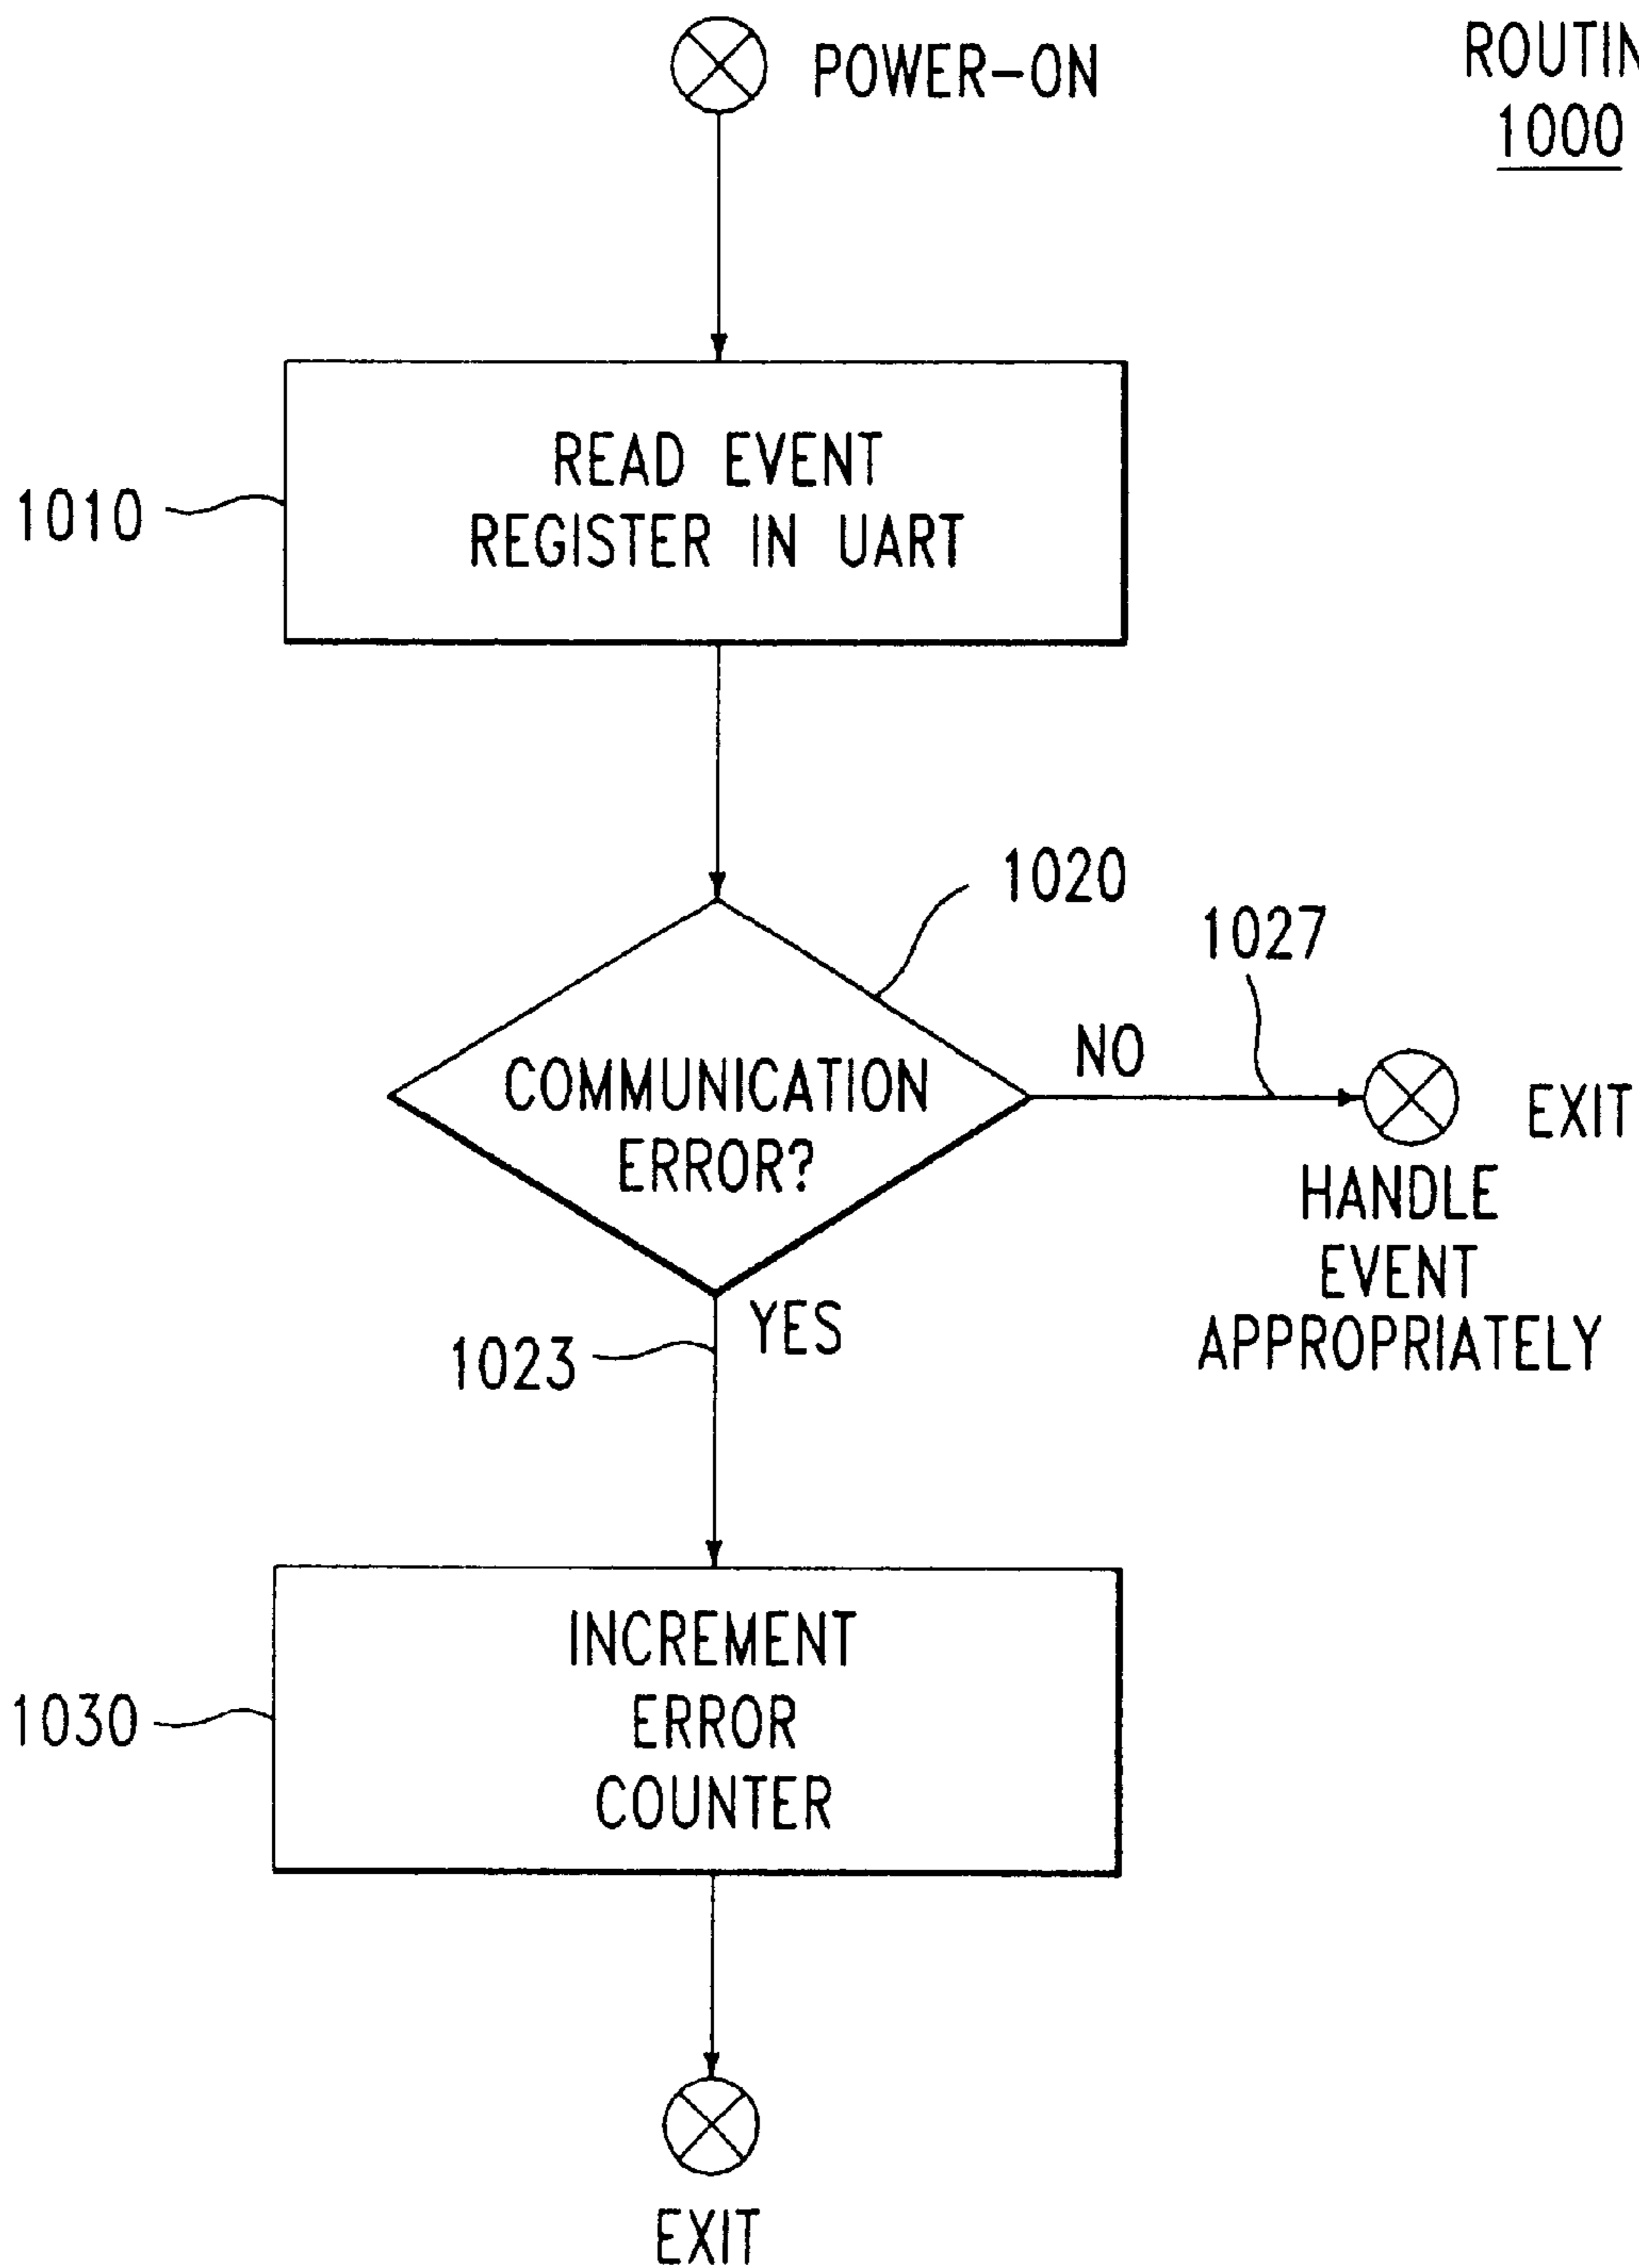 POWER-ON
ROUTIN
1000
READ EVENT
REGISTER IN UART
1010
1020
1027
NO
COMMUNICATION
ERROR?
EXIT
HANDLE
EVENT
APPROPRIATELY
YES
1023
INCREMENT
ERROR
COUNTER
1030
EXIT